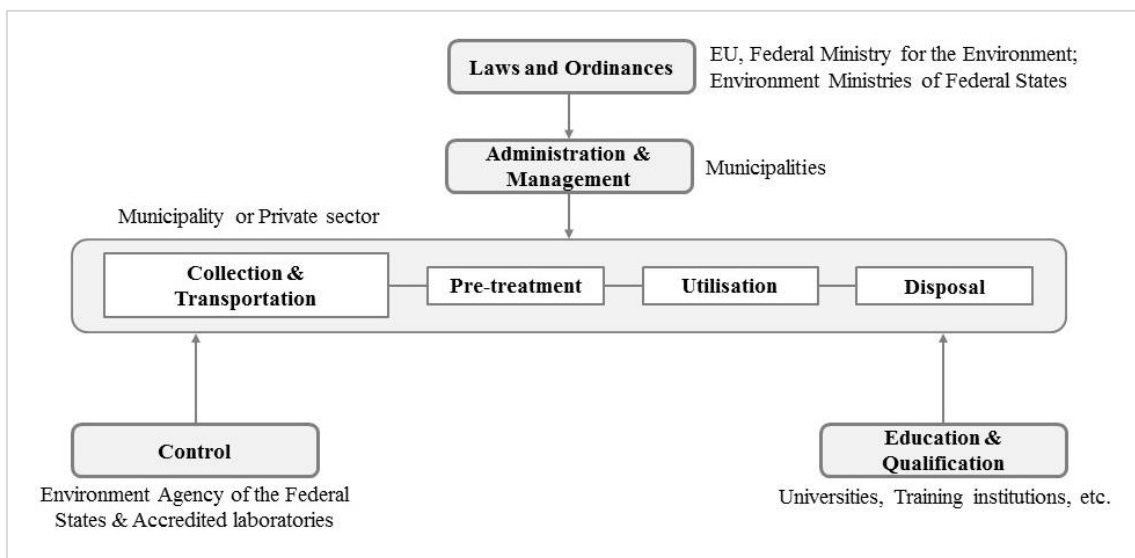 Laws and Ordinances
EU, Federal Ministry for the Environment;
Environment Ministries of Federal States
Administration &
Management
Municipalities
Municipality or Private sector
Collection &
Transportation
Pre-treatment
Utilisation
Disposal
Control
Environment Agency of the Federal
States & Accredited laboratories
Education &
Qualification
Universities, Training institutions, etc.